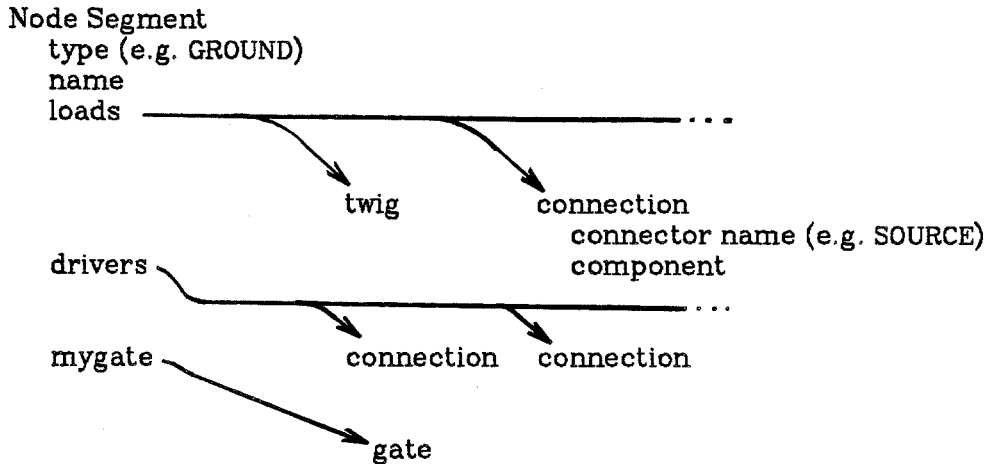 Node Segment
type (e.g. GROUND)
name
loads ...
twig connection
connector name (e.g. SOURCE)
component
drivers
...
mygate connection connection
gate